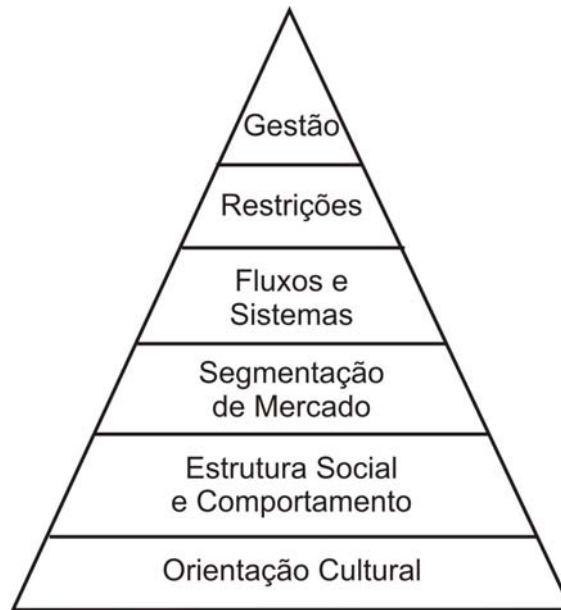 Gestão
Restrições
Fluxos e
Sistemas
Segmentação
de Mercado
Estrutura Social
e Comportamento
Orientação Cultural